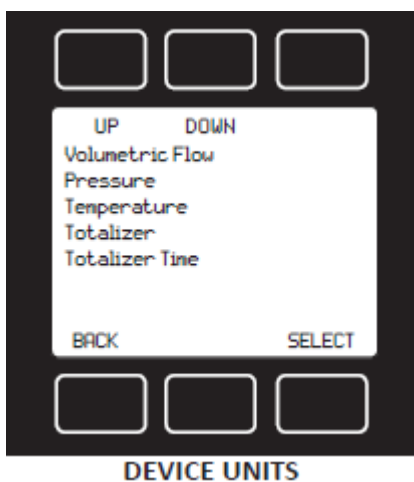 UP DOWN
Volumetric Flow
Pressure
Temperature
Totalizer
Totalizer Time
BACK SELECT
DEVICE UNITS